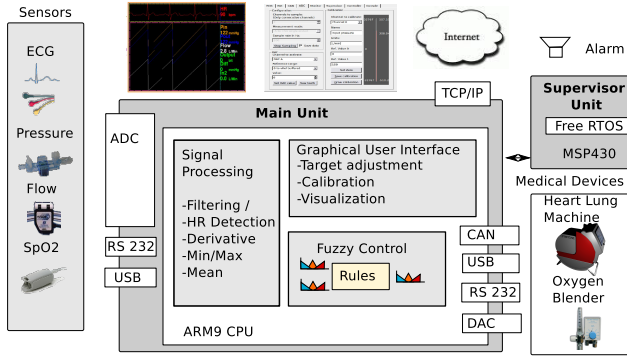 Sensors
ECG
Pressure
Flow
SpO2
Internet
Alarm
TCP/IP
Supervisor
Unit
Free RTOS
MSP430
Main Unit
ADC
RS 232
USB
Signal
Processing
-Filtering /
-HR Detection
-Derivative
-Min/Max
-Mean
Graphical User Interface
-Target adjustment
-Calibration
-Visualization
Fuzzy Control
Rules
ARM9 CPU
CAN
USB
RS 232
DAC
Medical Devices
Heart Lung
Machine
Oxygen
Blender